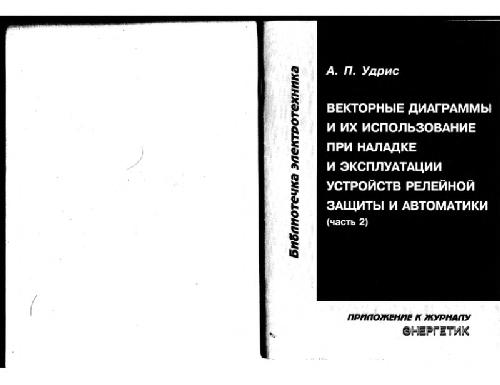 Библиотечка электротехника
А. П. Удрис
ВЕКТОРНЫЕ ДИАГРАММЫ
И ИХ ИСПОЛЬЗОВАНИЕ
ПРИ НАЛАДКЕ
И ЭКСПЛУАТАЦИИ
УСТРОЙСТВ РЕЛЕЙНОЙ
ЗАЩИТЫ И АВТОМАТИКИ
(часть 2)
ПРИЛОЖЕНИЕ К ЖУРНАЛУ
ЭНЕРГЕТИК